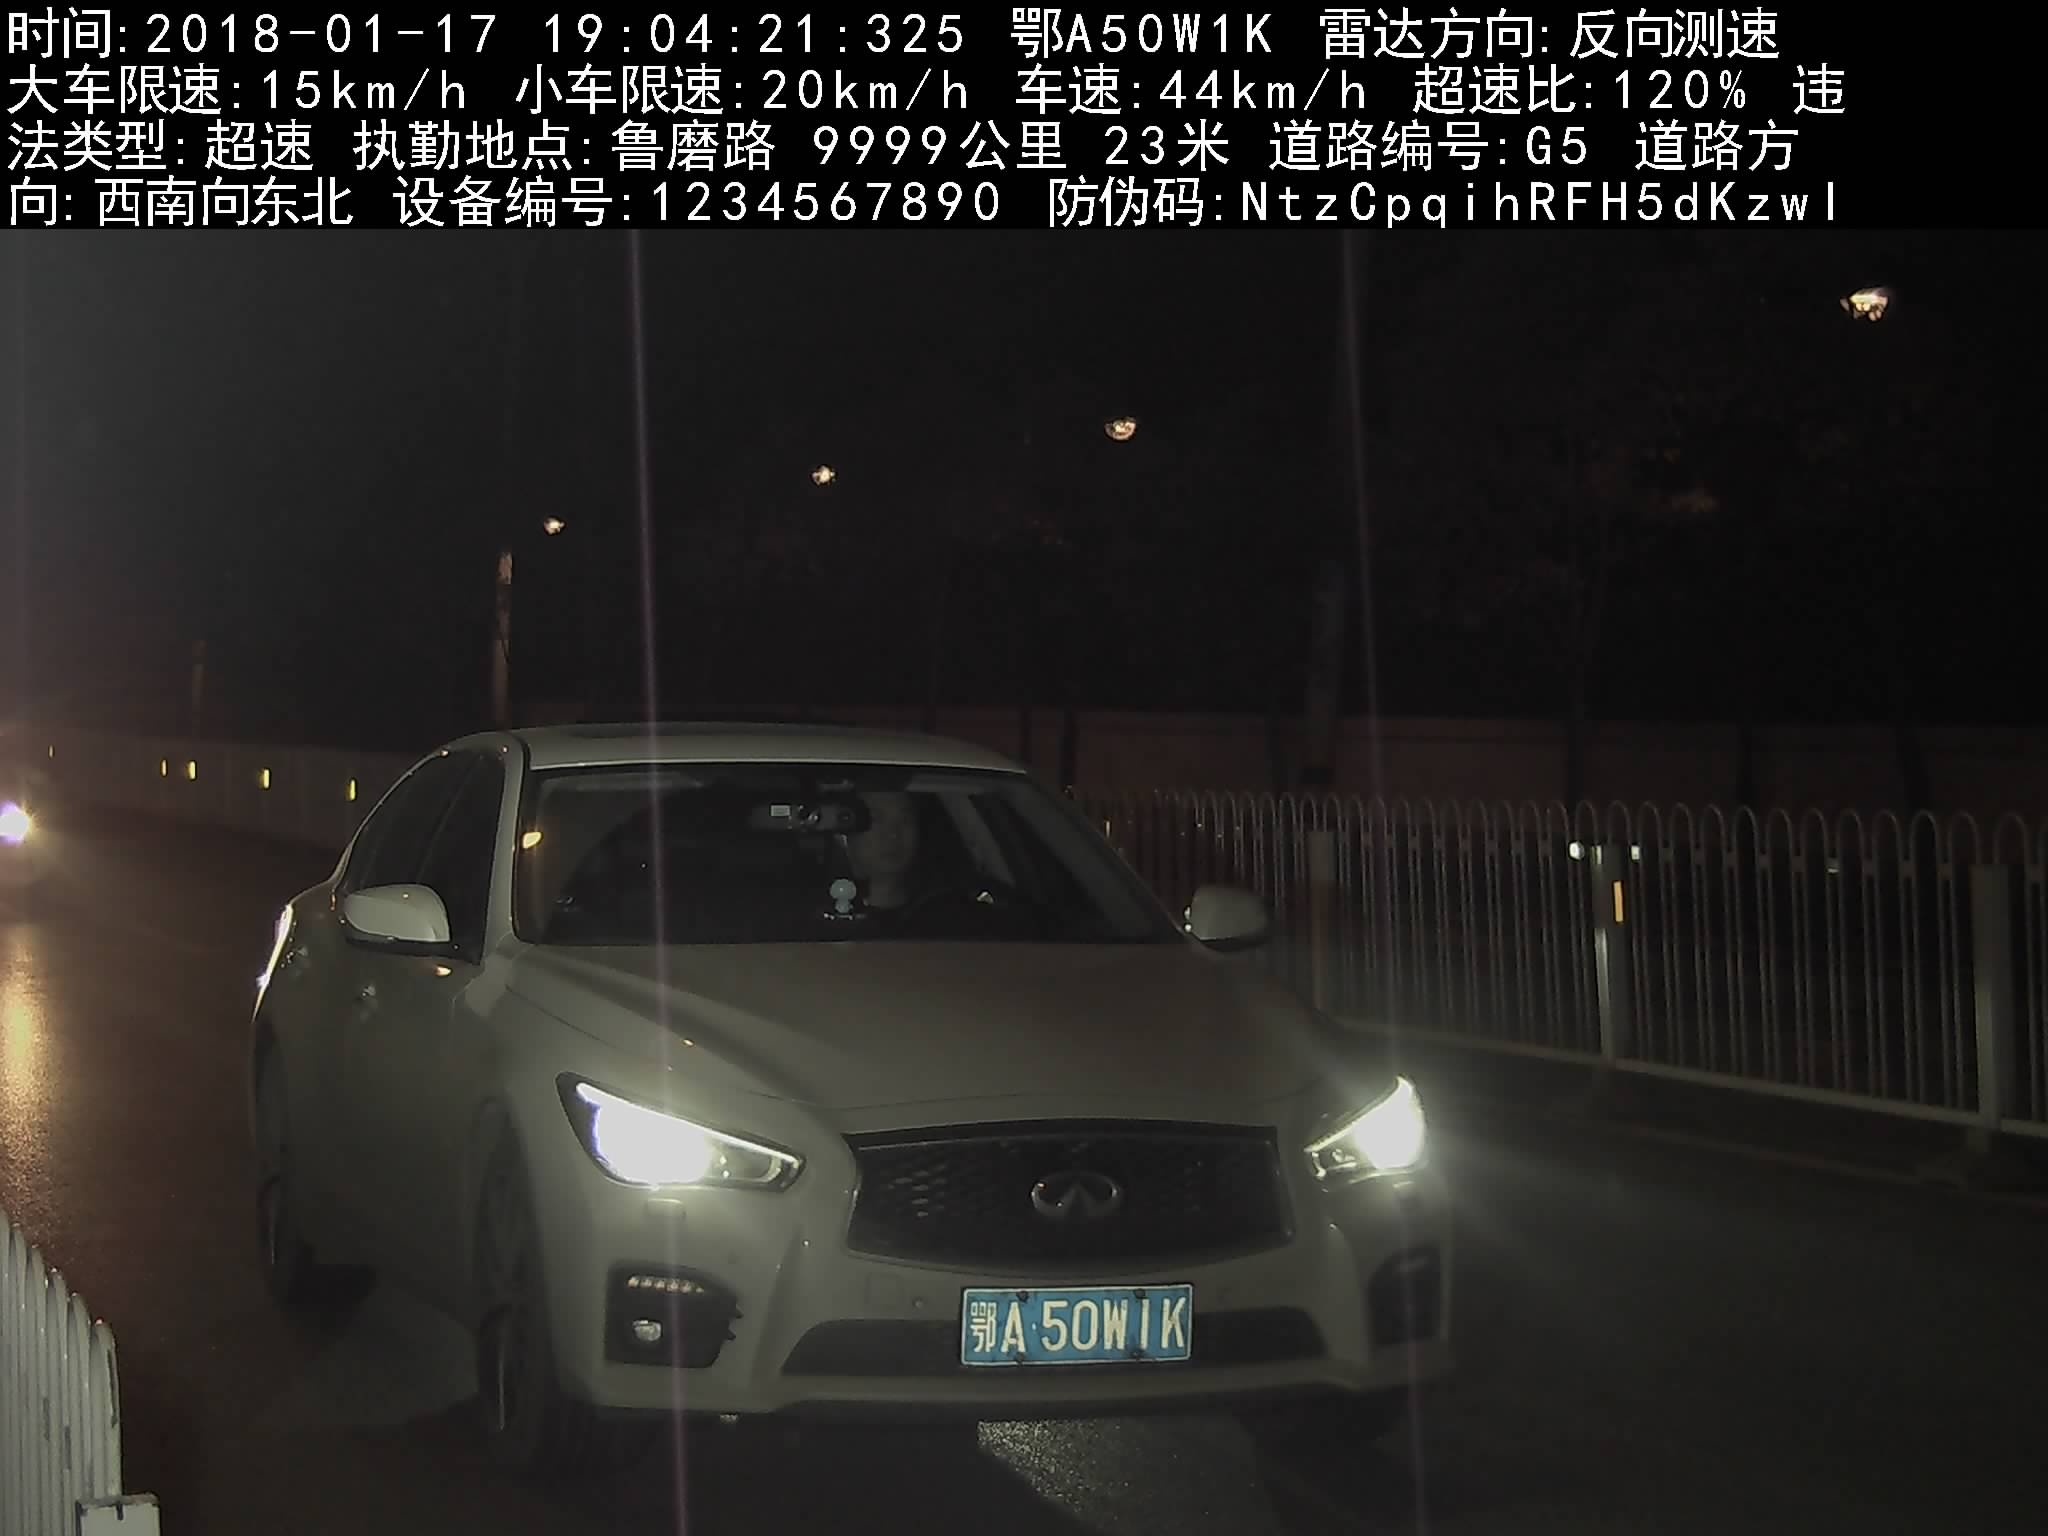 时间:2018-01-17 19:04:21:325 鄂A50W1K 雷达方向:反向测速
大车限速:15km/h 小车限速:20km/h 车速:44km/h 超速比:120% 违
法类型:超速 执勤地点:鲁磨路 9999公里 23米 道路编号:G5 道路方
向:西南向东北 设备编号:1234567890 防伪码:NtzCpqihRFH5dKzwl
鄂A·50W1K